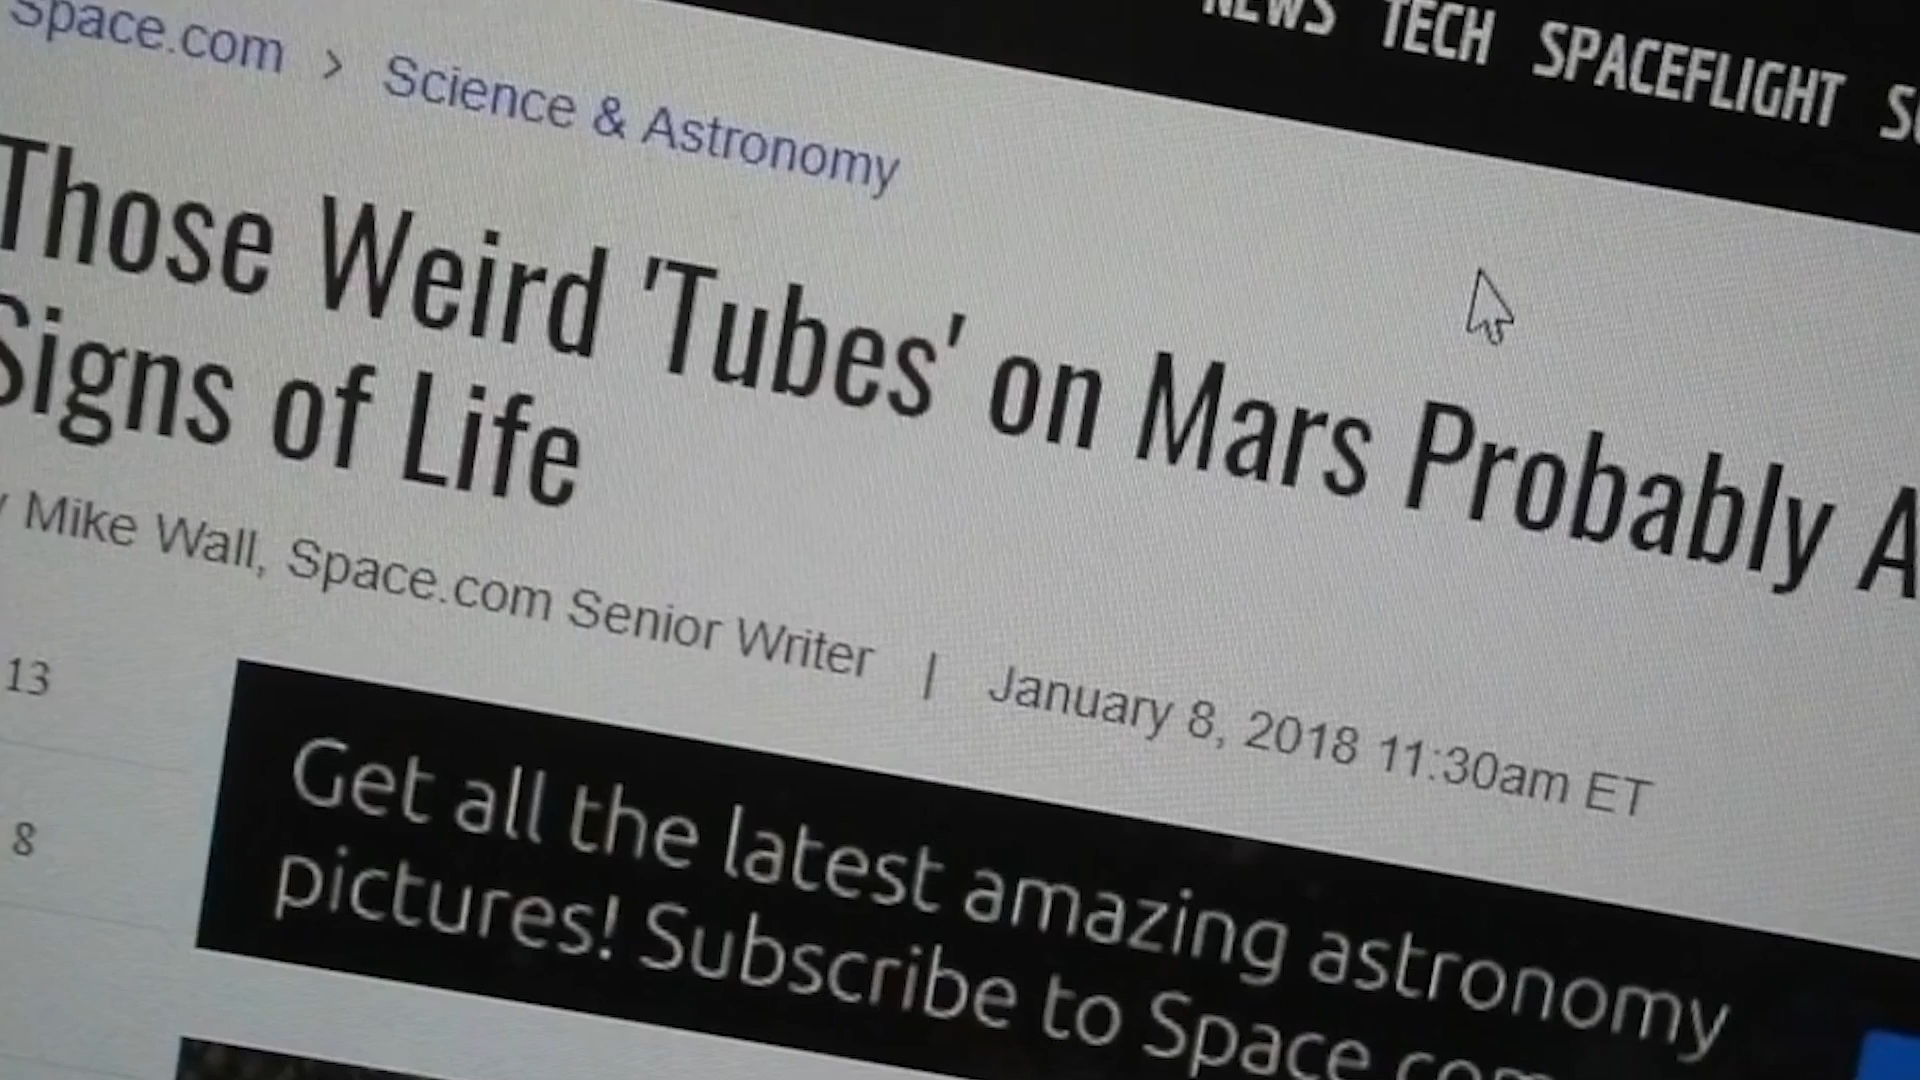 NEWS TECH SPACEFLIGHT
Space.com > Science & Astronomy
Those Weird 'Tubes' on Mars Probably
Signs of Life
Mike Wall, Space.com Senior Writer | January 8, 2018 11:30am ET
13
Get all the latest amazing astronomy
8
pictures! Subscribe to Space.com